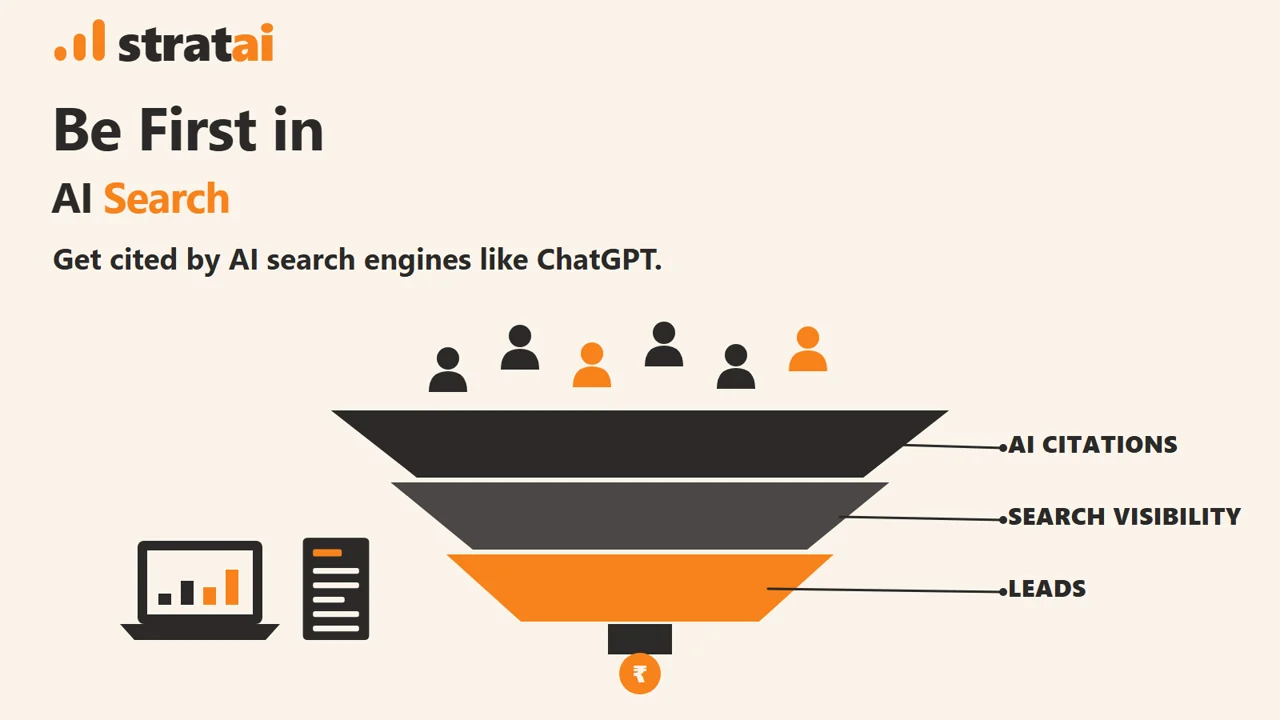 stratai
Be First in
AI Search
Get cited by AI search engines like ChatGPT.
AI CITATIONS
SEARCH VISIBILITY
LEADS
₹